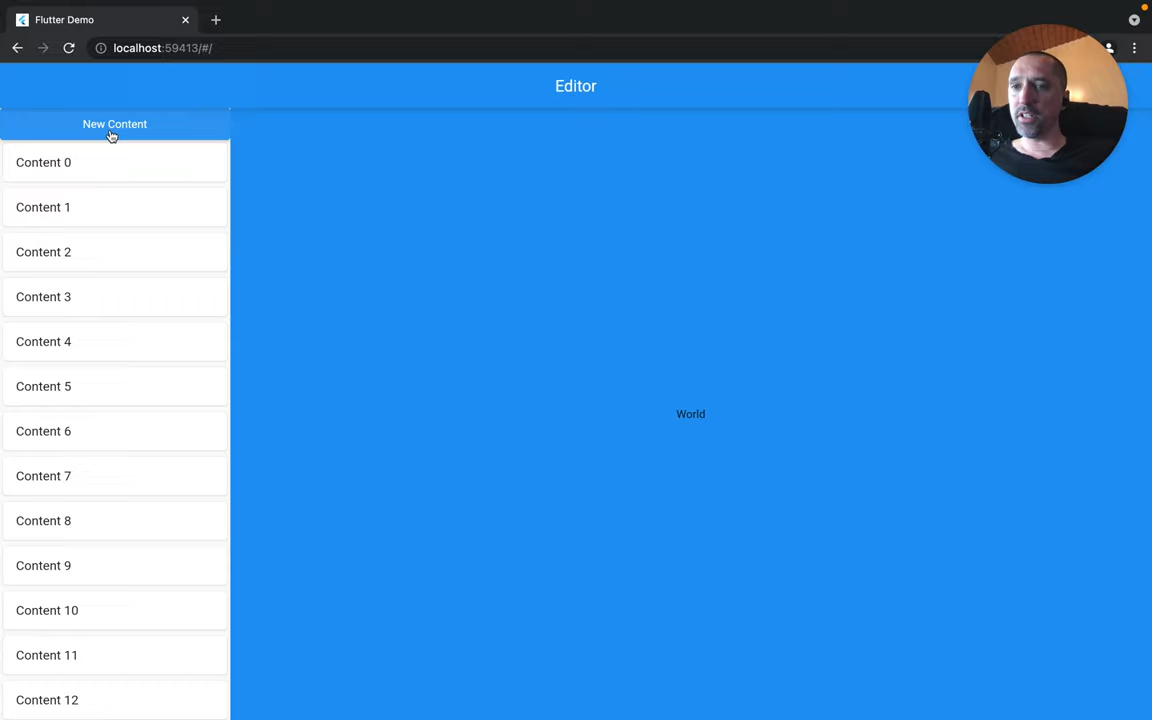 Flutter Demo
localhost:59413/#/
Editor
New Content
Content 0
Content 1
Content 2
Content 3
Content 4
Content 5
Content 6
Content 7
Content 8
Content 9
Content 10
Content 11
Content 12
World